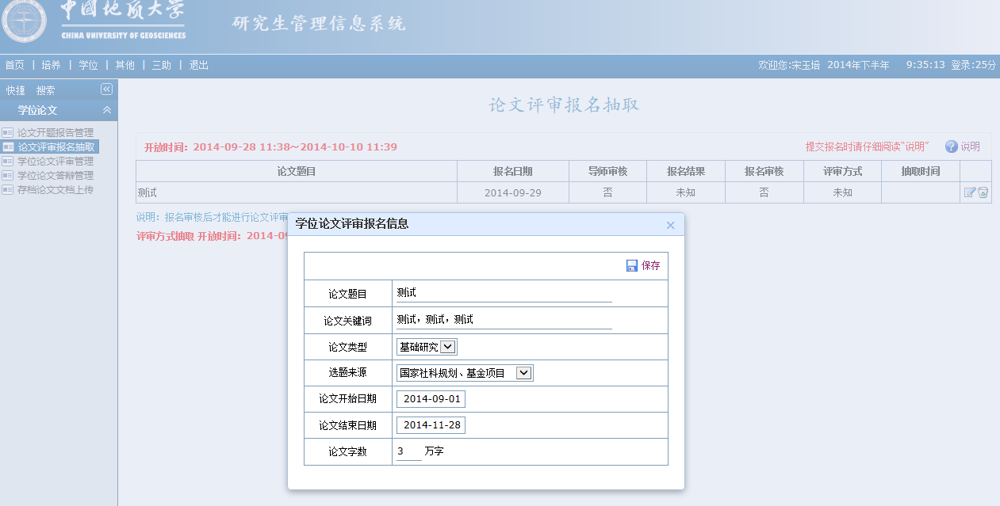 中国地质大学
CHINA UNIVERSITY OF GEOSCIENCES
研究生管理信息系统
首页 | 培养 | 学位 | 其他 | 三助 | 退出
欢迎您:宋玉培 2014年下半年 9:35:13 登录:25分
快捷 搜索
学位论文
论文开题报告管理
论文评审报名抽取
学位论文评审管理
学位论文答辩管理
存档论文文档上传
论文评审报名抽取
开放时间：2014-09-28 11:38～2014-10-10 11:39
提交报名时请仔细阅读“说明” 说明
论文题目 报名日期 导师审核 报名结果 报名审核 评审方式 抽取时间
测试 2014-09-29 否 未知 否 未知
说明：报名审核后才能进行论文评审
评审方式抽取 开放时间：2014-09
学位论文评审报名信息
保存
论文题目 测试
论文关键词 测试，测试，测试
论文类型 基础研究
选题来源 国家社科规划、基金项目
论文开始日期 2014-09-01
论文结束日期 2014-11-28
论文字数 3 万字